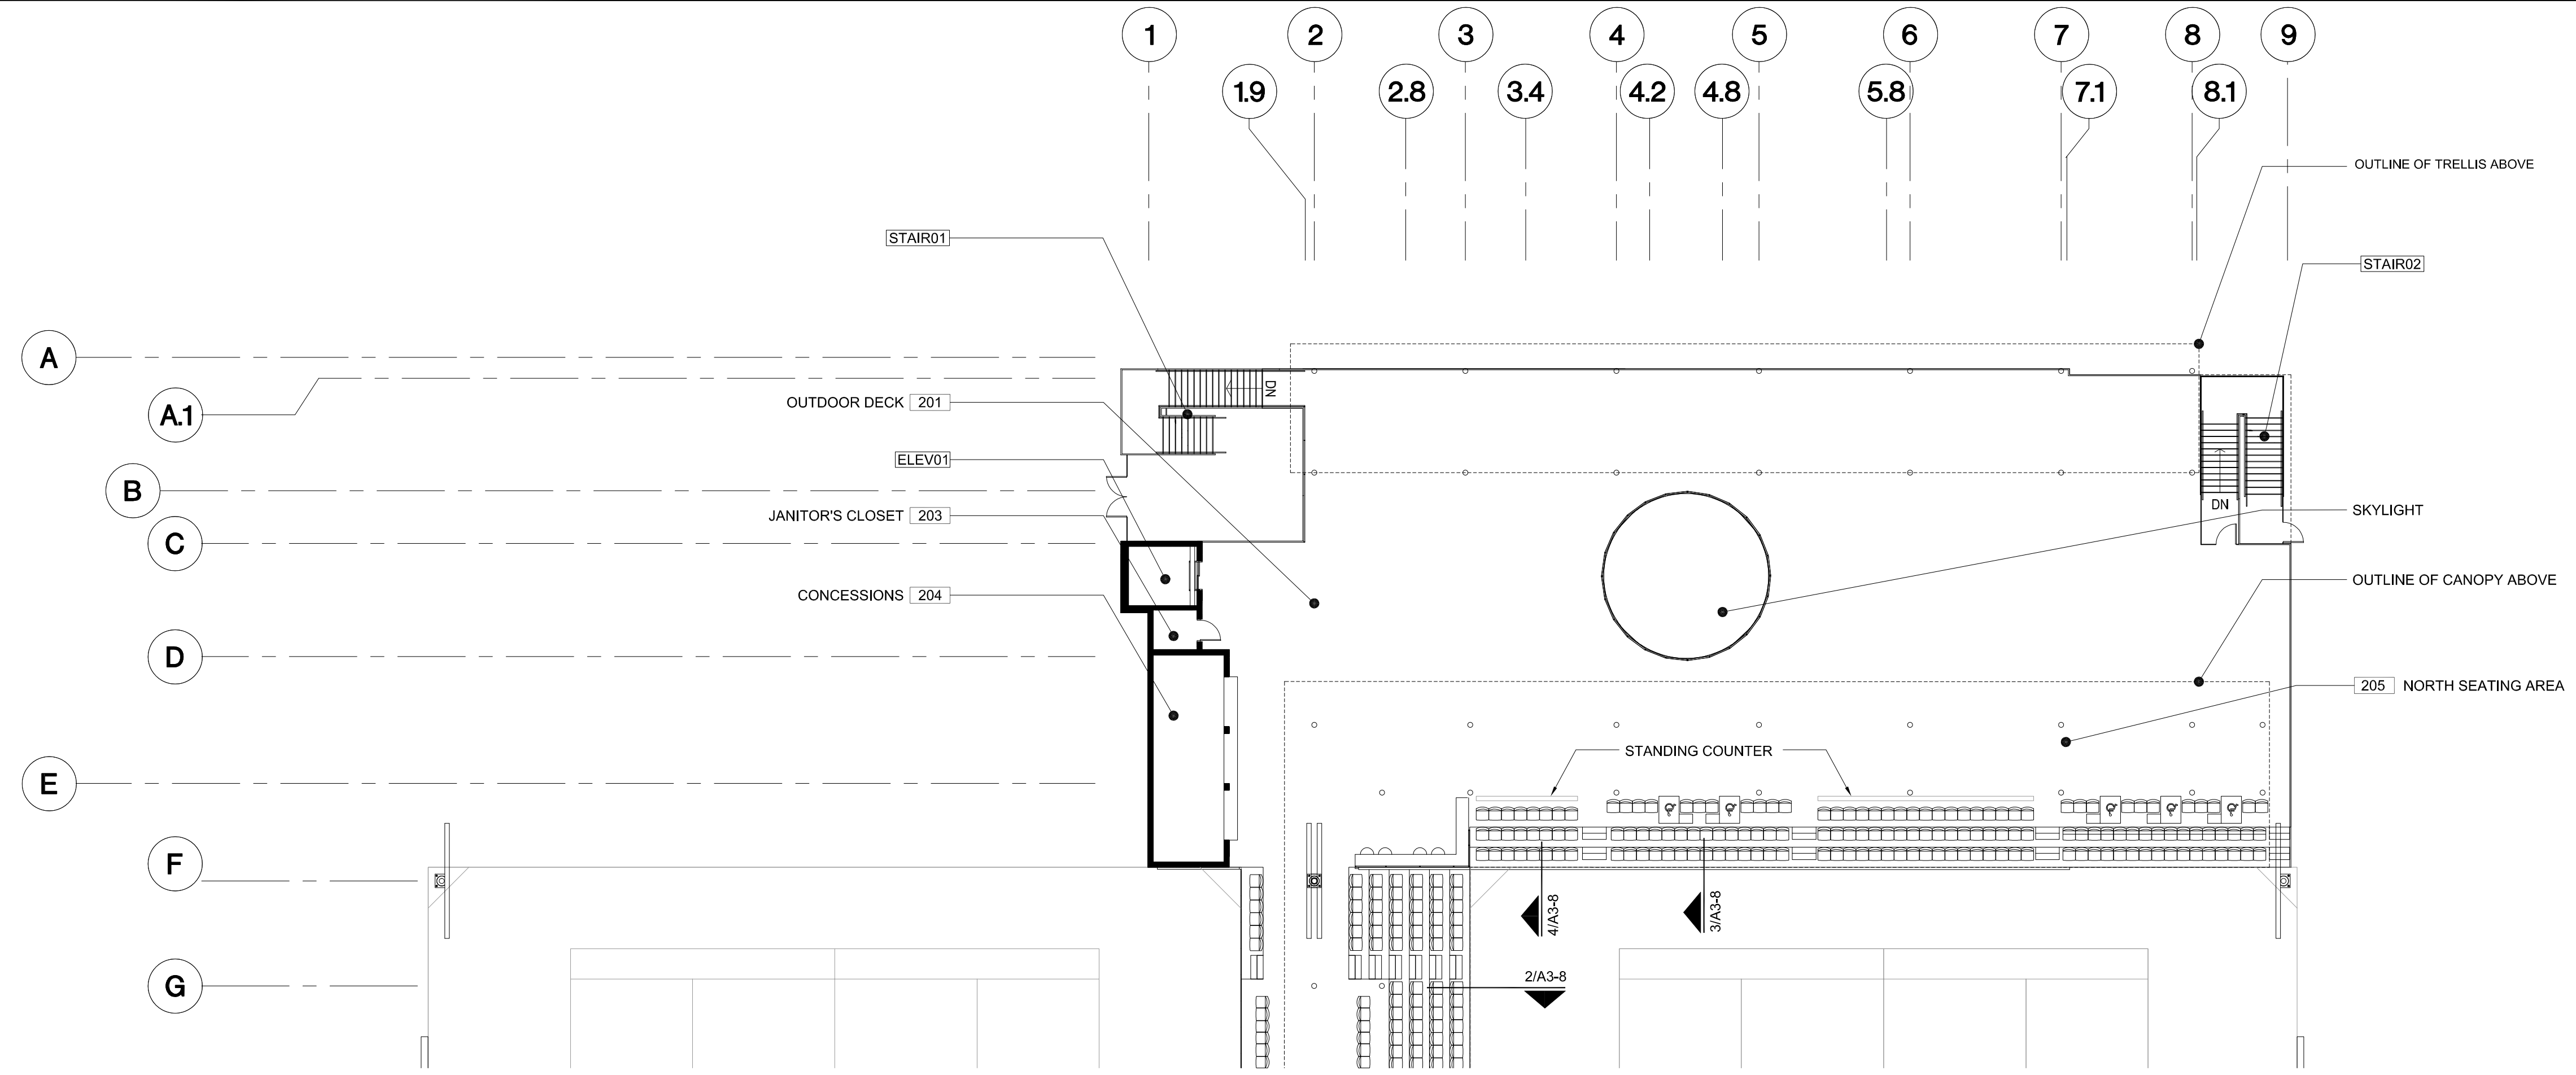 1 2 3 4 5 6 7 8 9
1.9 2.8 3.4 4.2 4.8 5.8 7.1 8.1
OUTLINE OF TRELLIS ABOVE
STAIR01
STAIR02
A
DN
OUTDOOR DECK 201
A.1
ELEV01
B
DN
SKYLIGHT
JANITOR'S CLOSET 203
C
OUTLINE OF CANOPY ABOVE
CONCESSIONS 204
D
205 NORTH SEATING AREA
STANDING COUNTER
E
F
4/A3-8
3/A3-8
2/A3-8
G